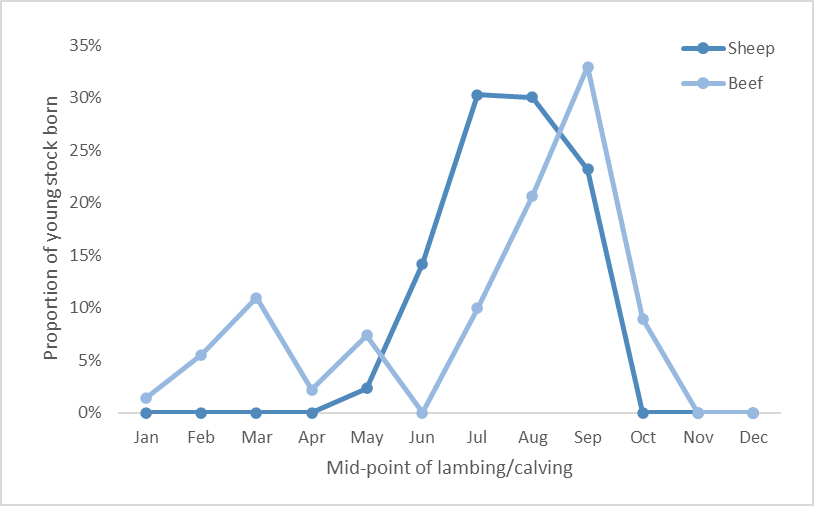 Sheep
Beef
35%
30%
25%
20%
15%
10%
5%
0%
Proportion of young stock born
Jan Feb Mar Apr May Jun Jul Aug Sep Oct Nov Dec
Mid-point of lambing/calving